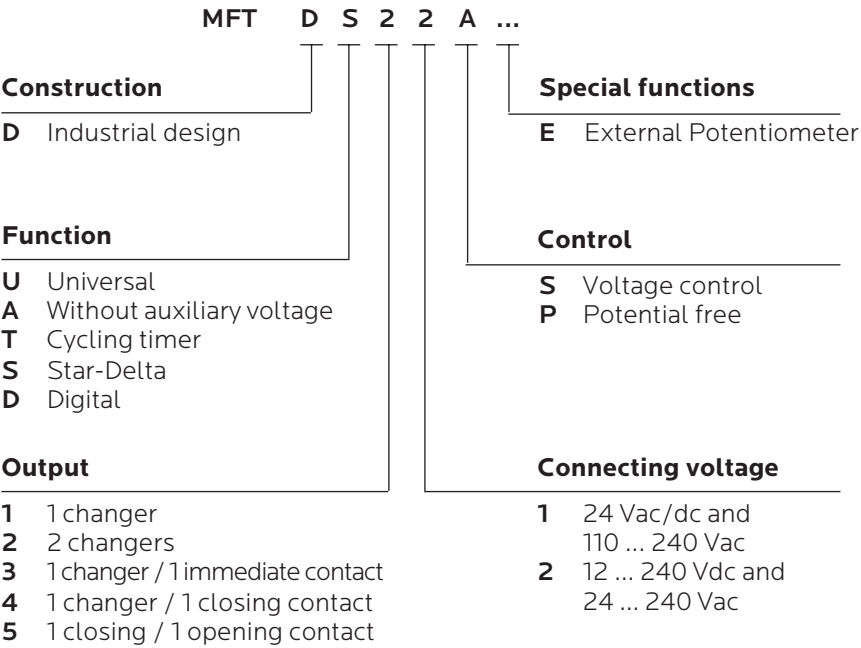 MFT D S 2 2 A ...
Construction
D Industrial design
Function
U Universal
A Without auxiliary voltage
T Cycling timer
S Star-Delta
D Digital
Output
1 1 changer
2 2 changers
3 1 changer / 1 immediate contact
4 1 changer / 1 closing contact
5 1 closing / 1 opening contact
Special functions
E External Potentiometer
Control
S Voltage control
P Potential free
Connecting voltage
1 24 Vac/dc and
110 ... 240 Vac
2 12 ... 240 Vdc and
24 ... 240 Vac